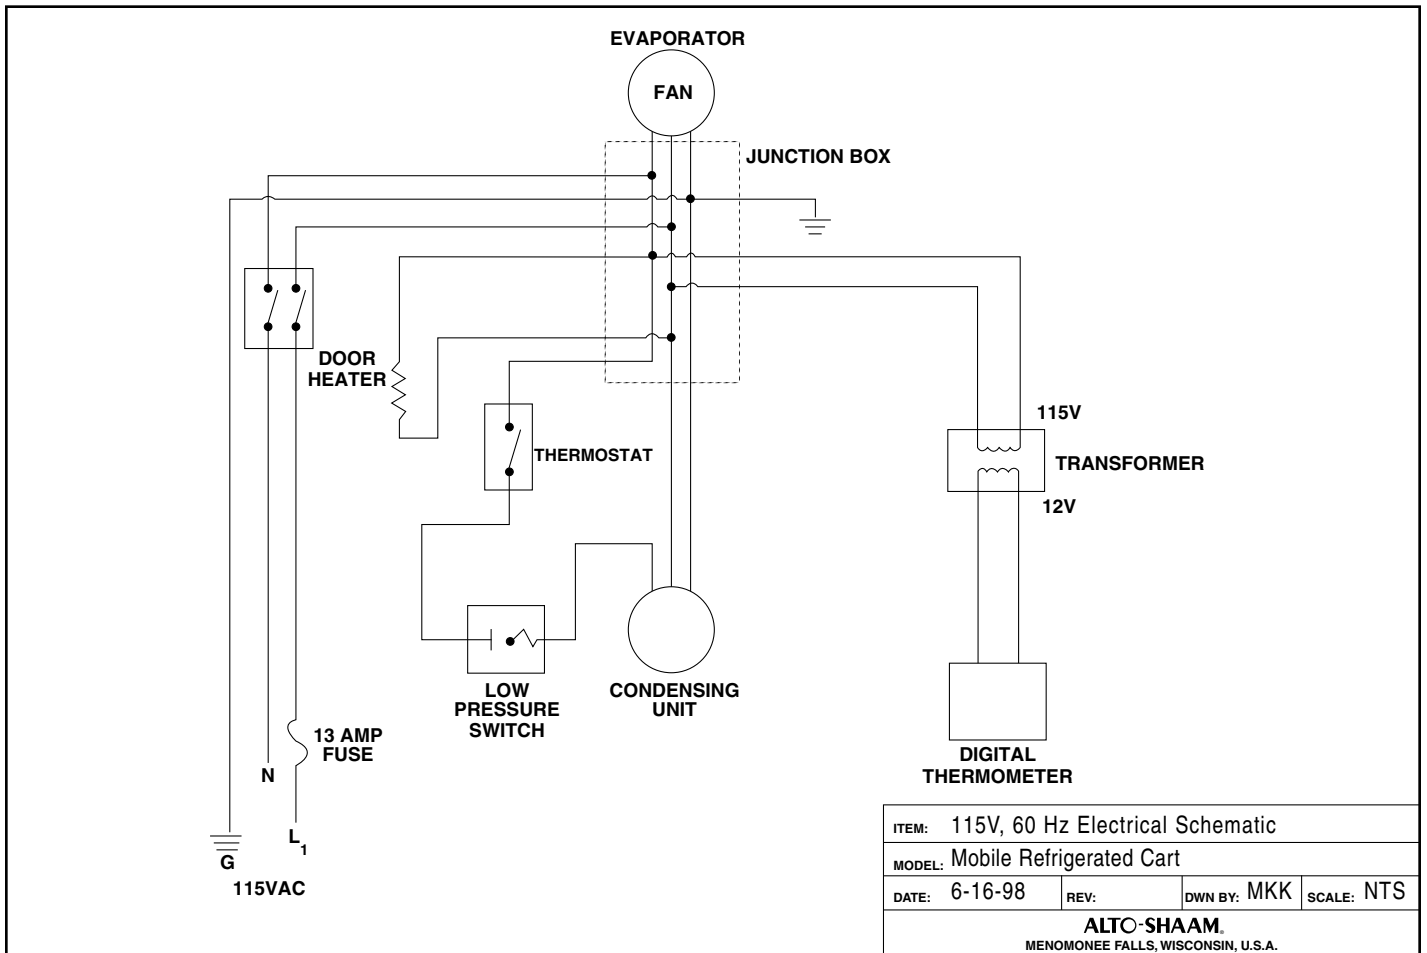 EVAPORATOR
FAN
JUNCTION BOX
DOOR
HEATER
115V
THERMOSTAT
TRANSFORMER
12V
LOW
PRESSURE
SWITCH
CONDENSING
UNIT
13 AMP
FUSE
N
DIGITAL
THERMOMETER
L1
G
115VAC
ITEM: 115V, 60 Hz Electrical Schematic
MODEL: Mobile Refrigerated Cart
DATE: 6-16-98 REV: DWN BY: MKK SCALE: NTS
ALTO-SHAAM®
MENOMONEE FALLS, WISCONSIN, U.S.A.